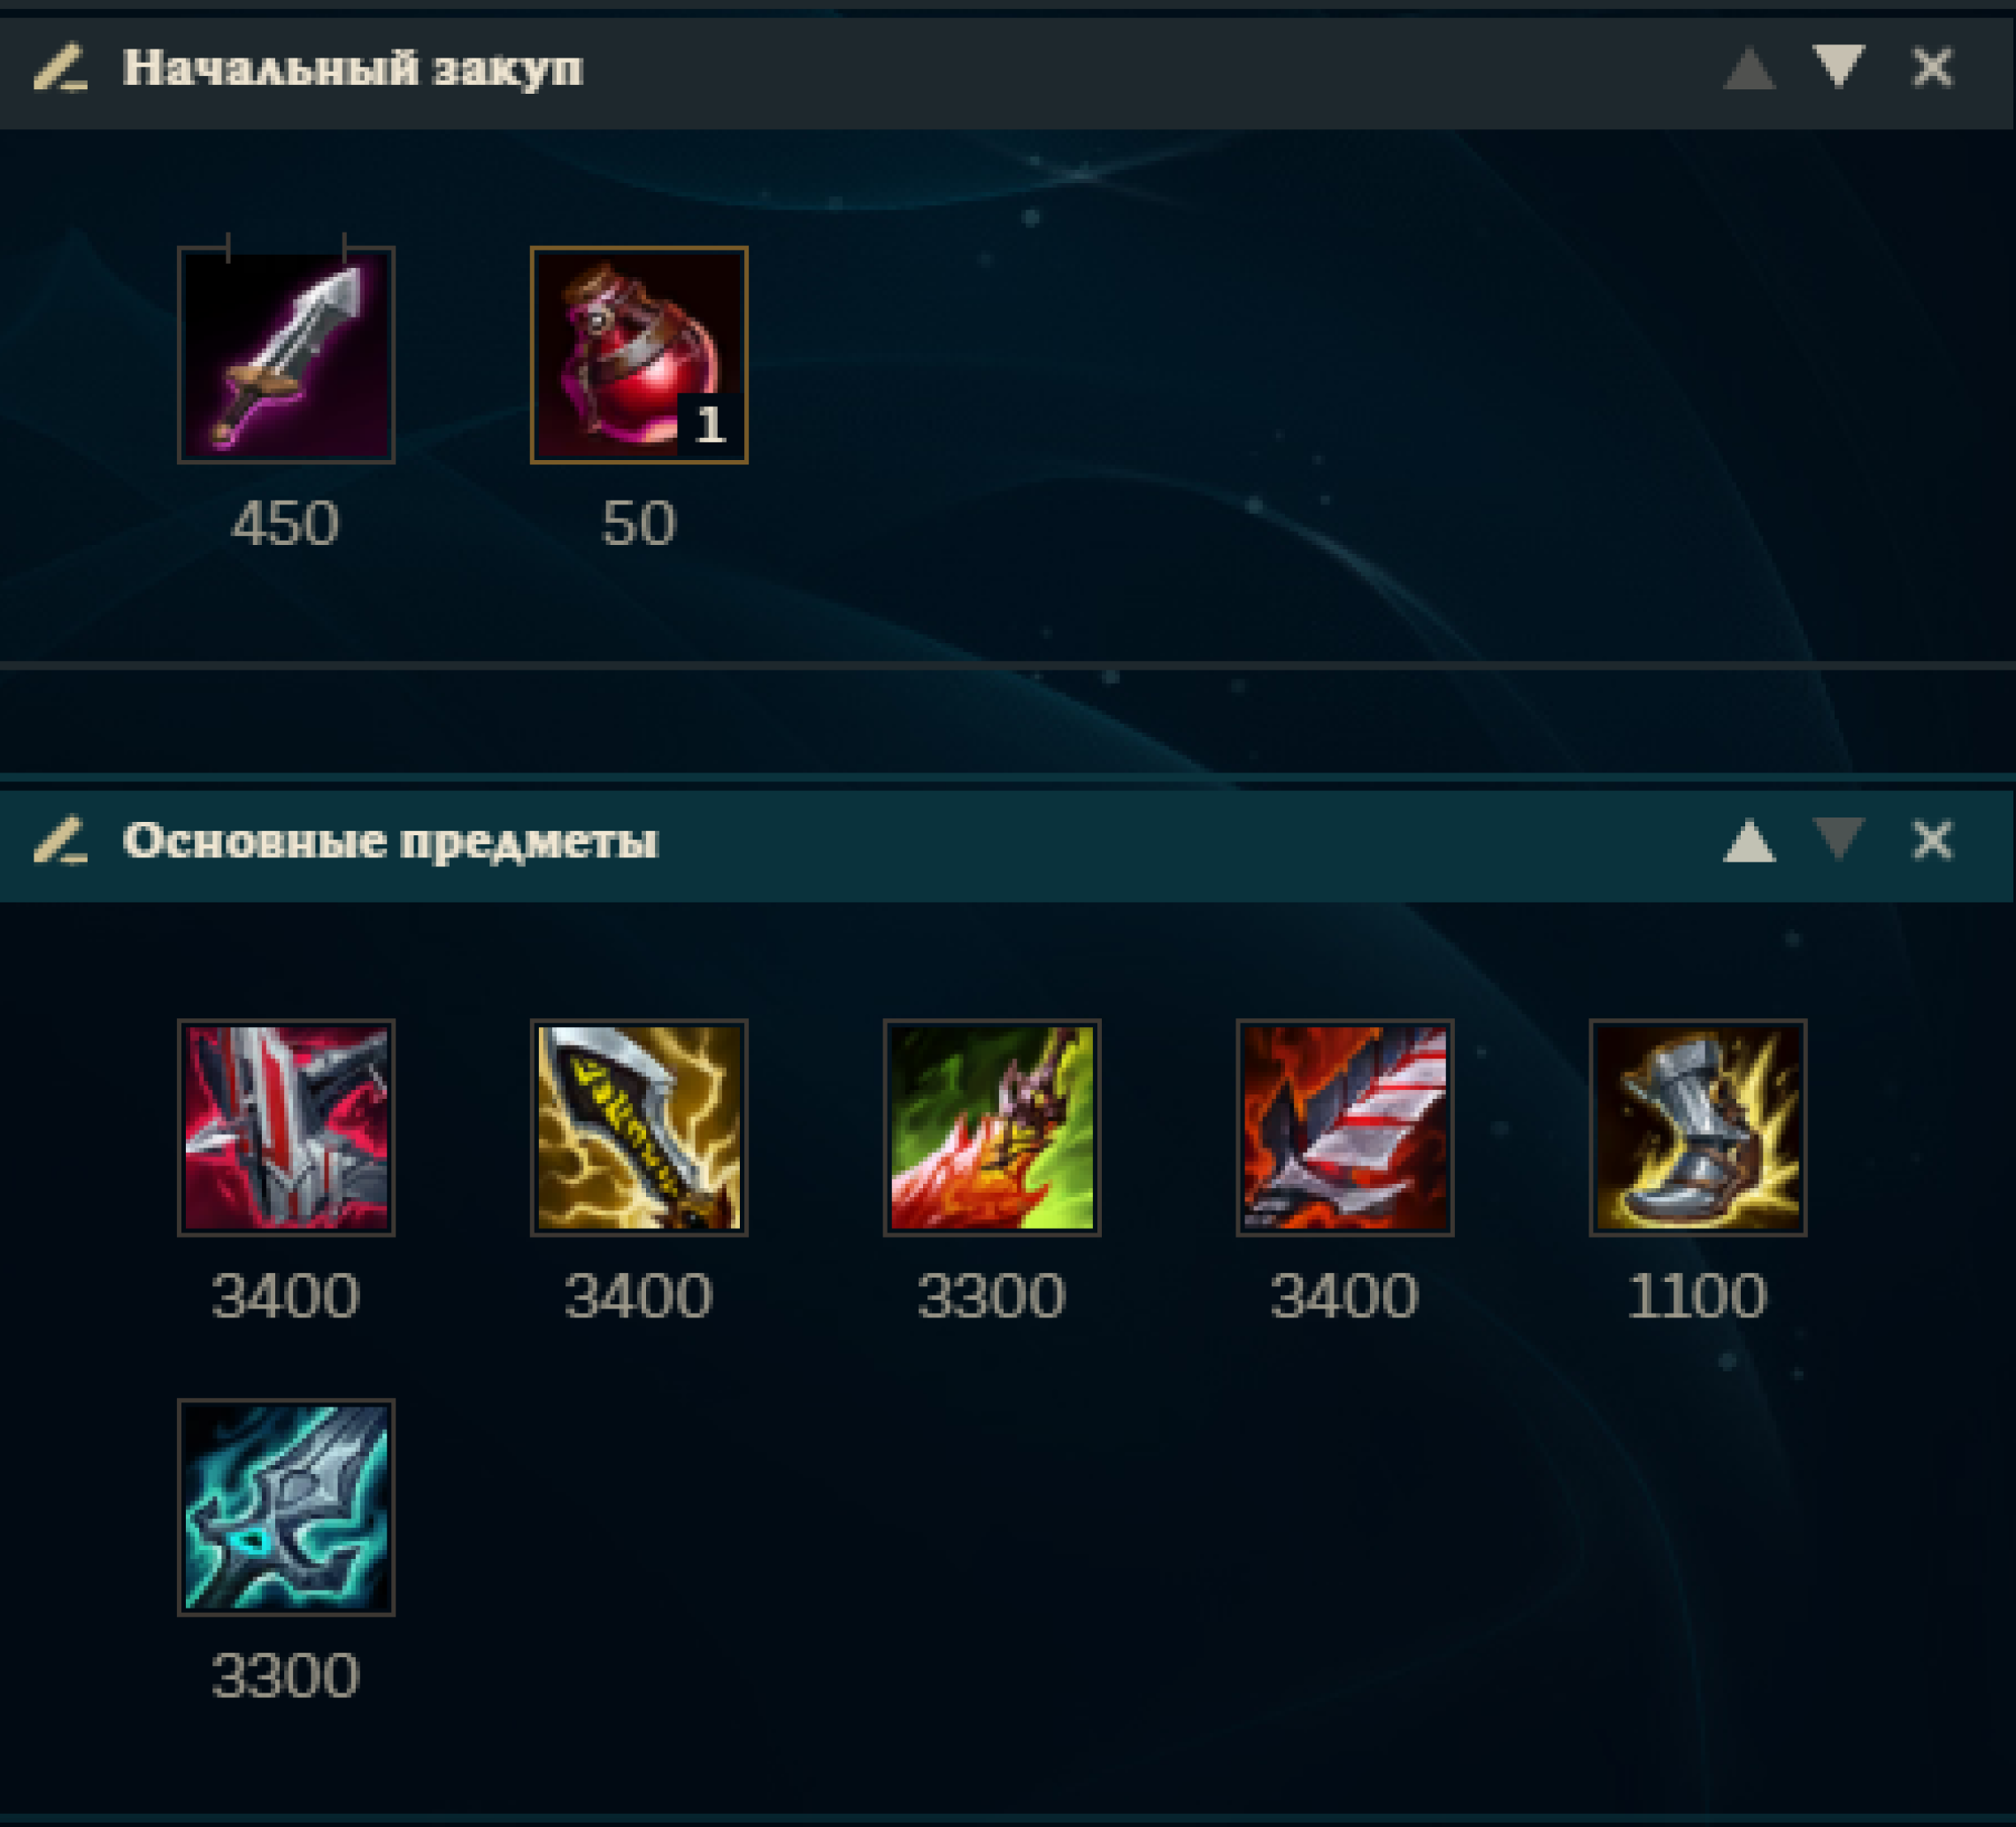 Начальный закуп
1
450 50
Основные предметы
3400 3400 3300 3400 1100
3300